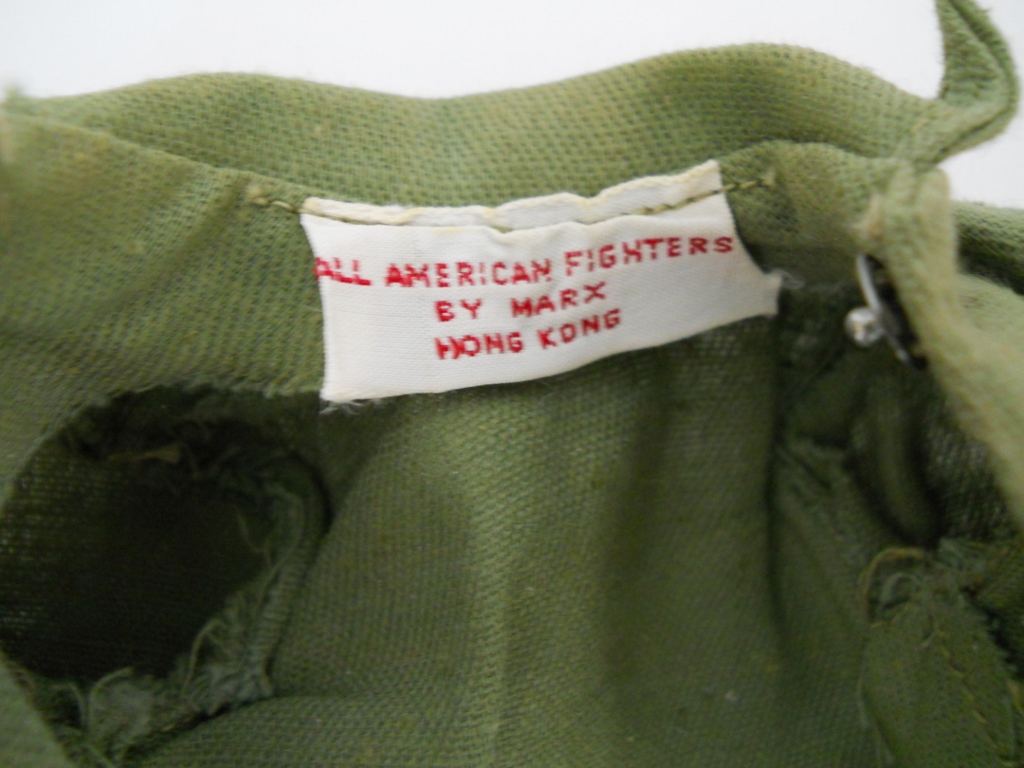 ALL AMERICAN FIGHTERS
BY MARX
HONG KONG